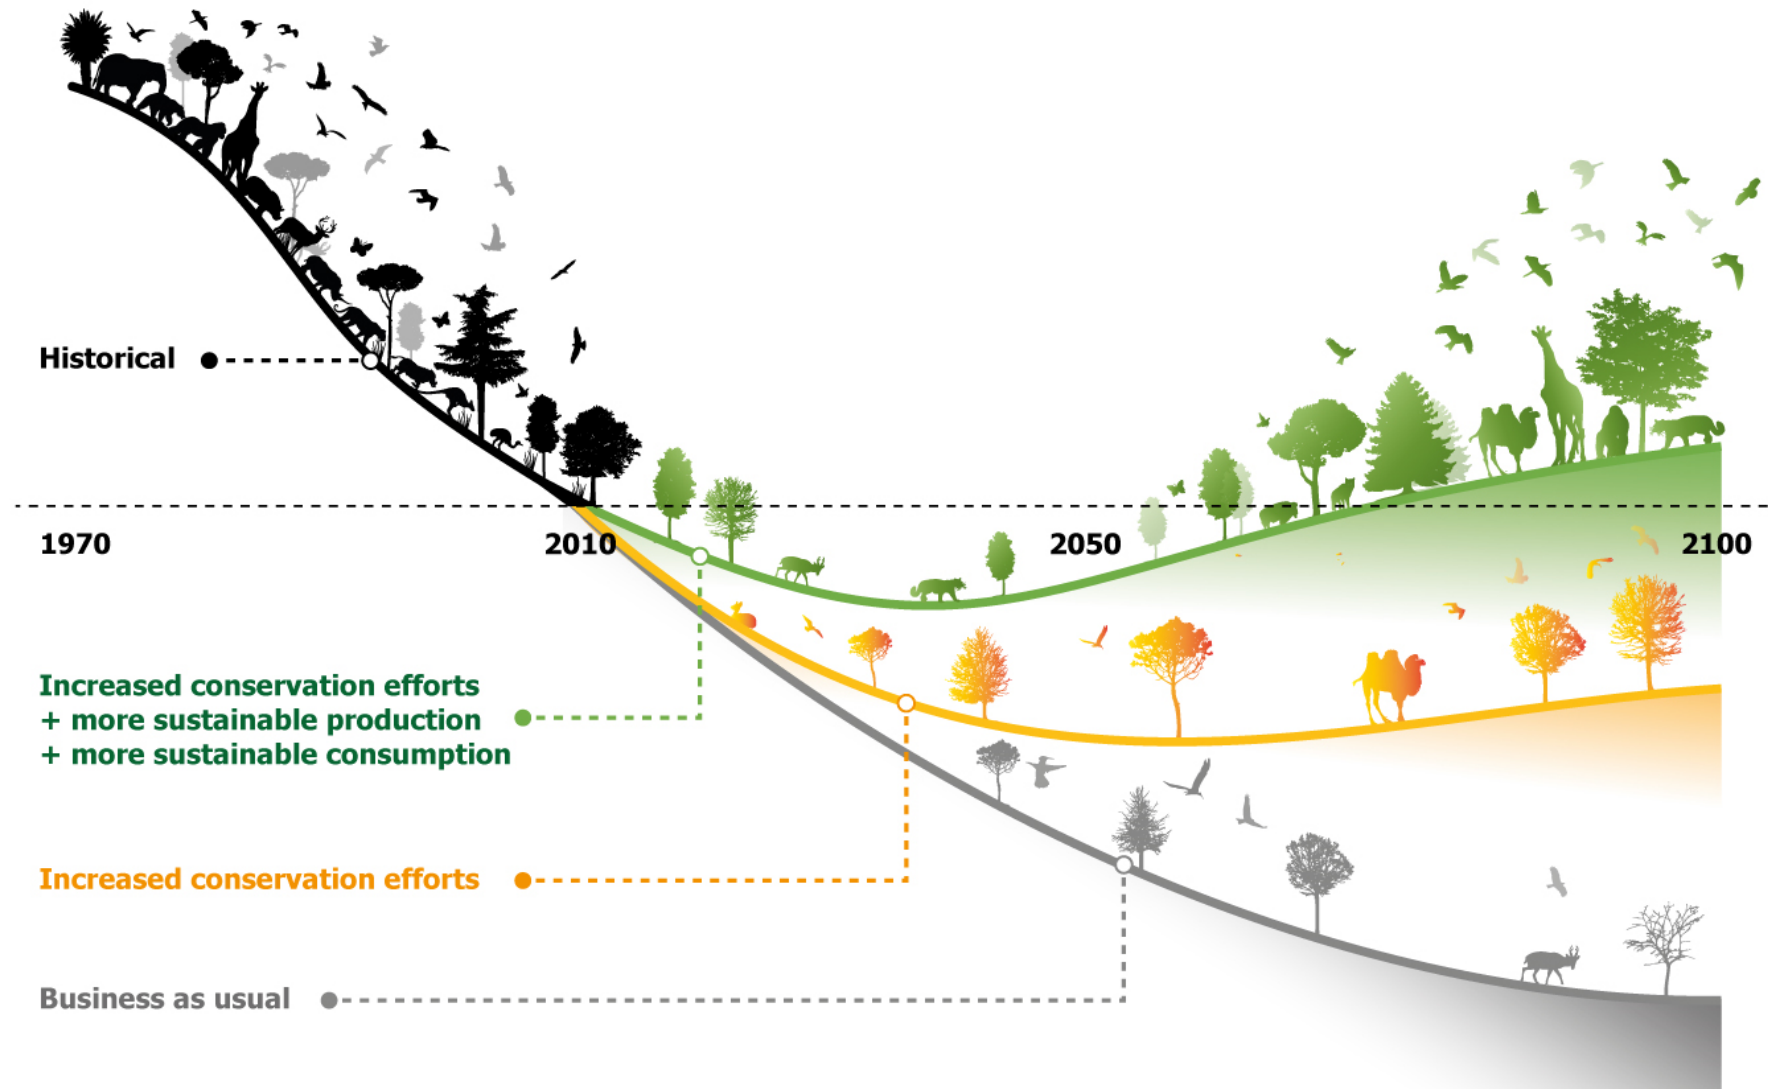 Historical
1970
2010
2050
2100
Increased conservation efforts
+ more sustainable production
+ more sustainable consumption
Increased conservation efforts
Business as usual